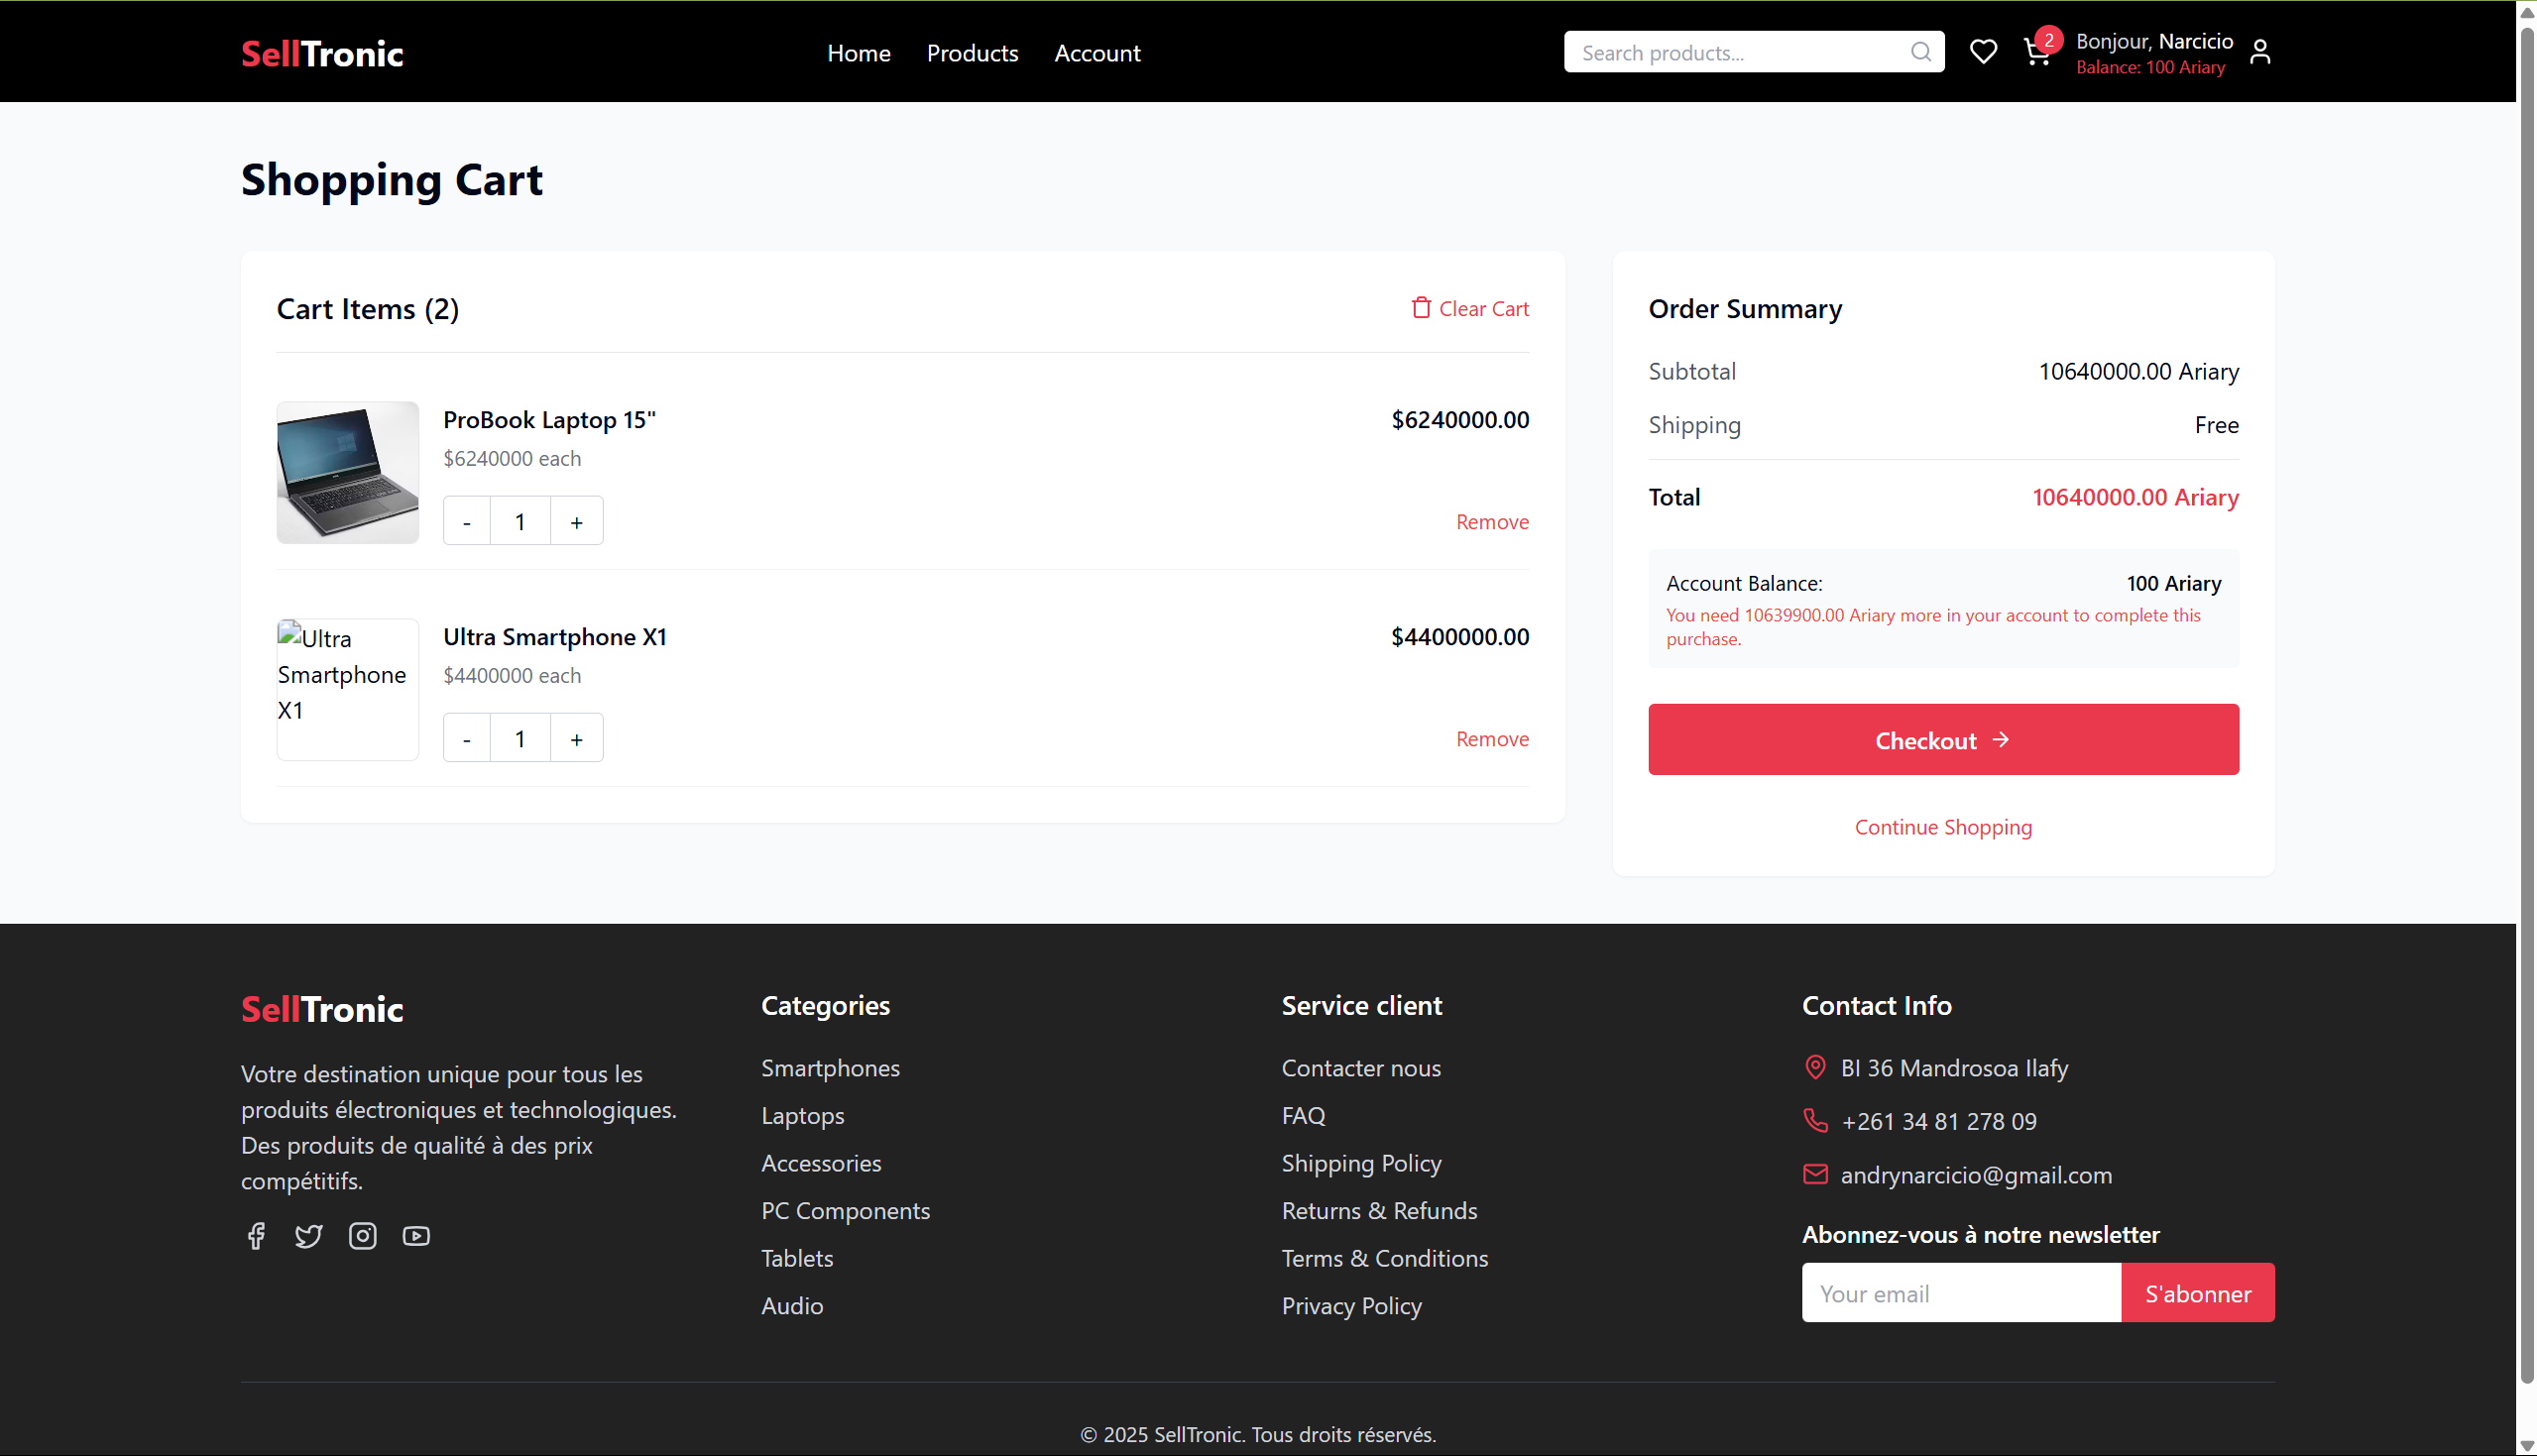 SellTronic
Home
Products
Account
Search products...
2
Bonjour, Narcicio
Balance: 100 Ariary
Shopping Cart
Cart Items (2)
Clear Cart
ProBook Laptop 15"
$6240000.00
$6240000 each
- 1 +
Remove
Ultra Smartphone X1
Ultra Smartphone X1
$4400000.00
$4400000 each
- 1 +
Remove
Order Summary
Subtotal 10640000.00 Ariary
Shipping Free
Total 10640000.00 Ariary
Account Balance: 100 Ariary
You need 10639900.00 Ariary more in your account to complete this
purchase.
Checkout
Continue Shopping
SellTronic
Votre destination unique pour tous les
produits électroniques et technologiques.
Des produits de qualité à des prix
compétitifs.
Categories
Smartphones
Laptops
Accessories
PC Components
Tablets
Audio
Service client
Contacter nous
FAQ
Shipping Policy
Returns & Refunds
Terms & Conditions
Privacy Policy
Contact Info
BI 36 Mandrosoa Ilafy
+261 34 81 278 09
andrynarcicio@gmail.com
Abonnez-vous à notre newsletter
Your email
S'abonner
© 2025 SellTronic. Tous droits réservés.